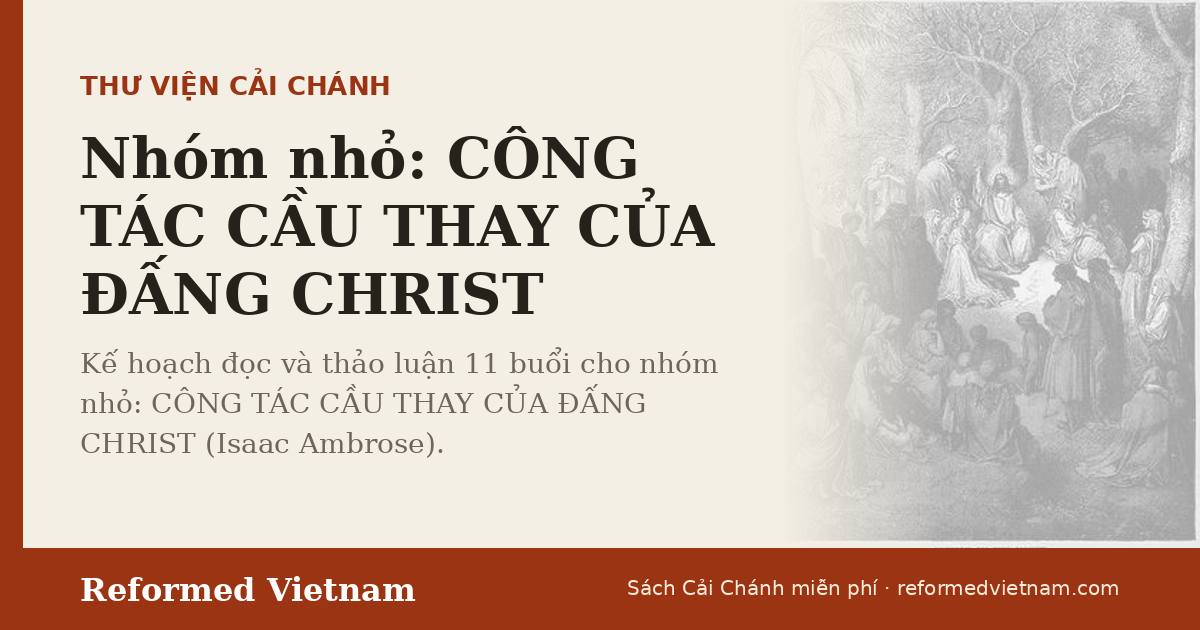 THƯ VIỆN CẢI CHÁNH
Nhóm nhỏ: CÔNG
TÁC CẦU THAY CỦA
ĐẤNG CHRIST
Kế hoạch đọc và thảo luận 11 buổi cho nhóm
nhỏ: CÔNG TÁC CẦU THAY CỦA ĐẤNG
CHRIST (Isaac Ambrose).
Reformed Vietnam
Sách Cải Chánh miễn phí · reformedvietnam.com